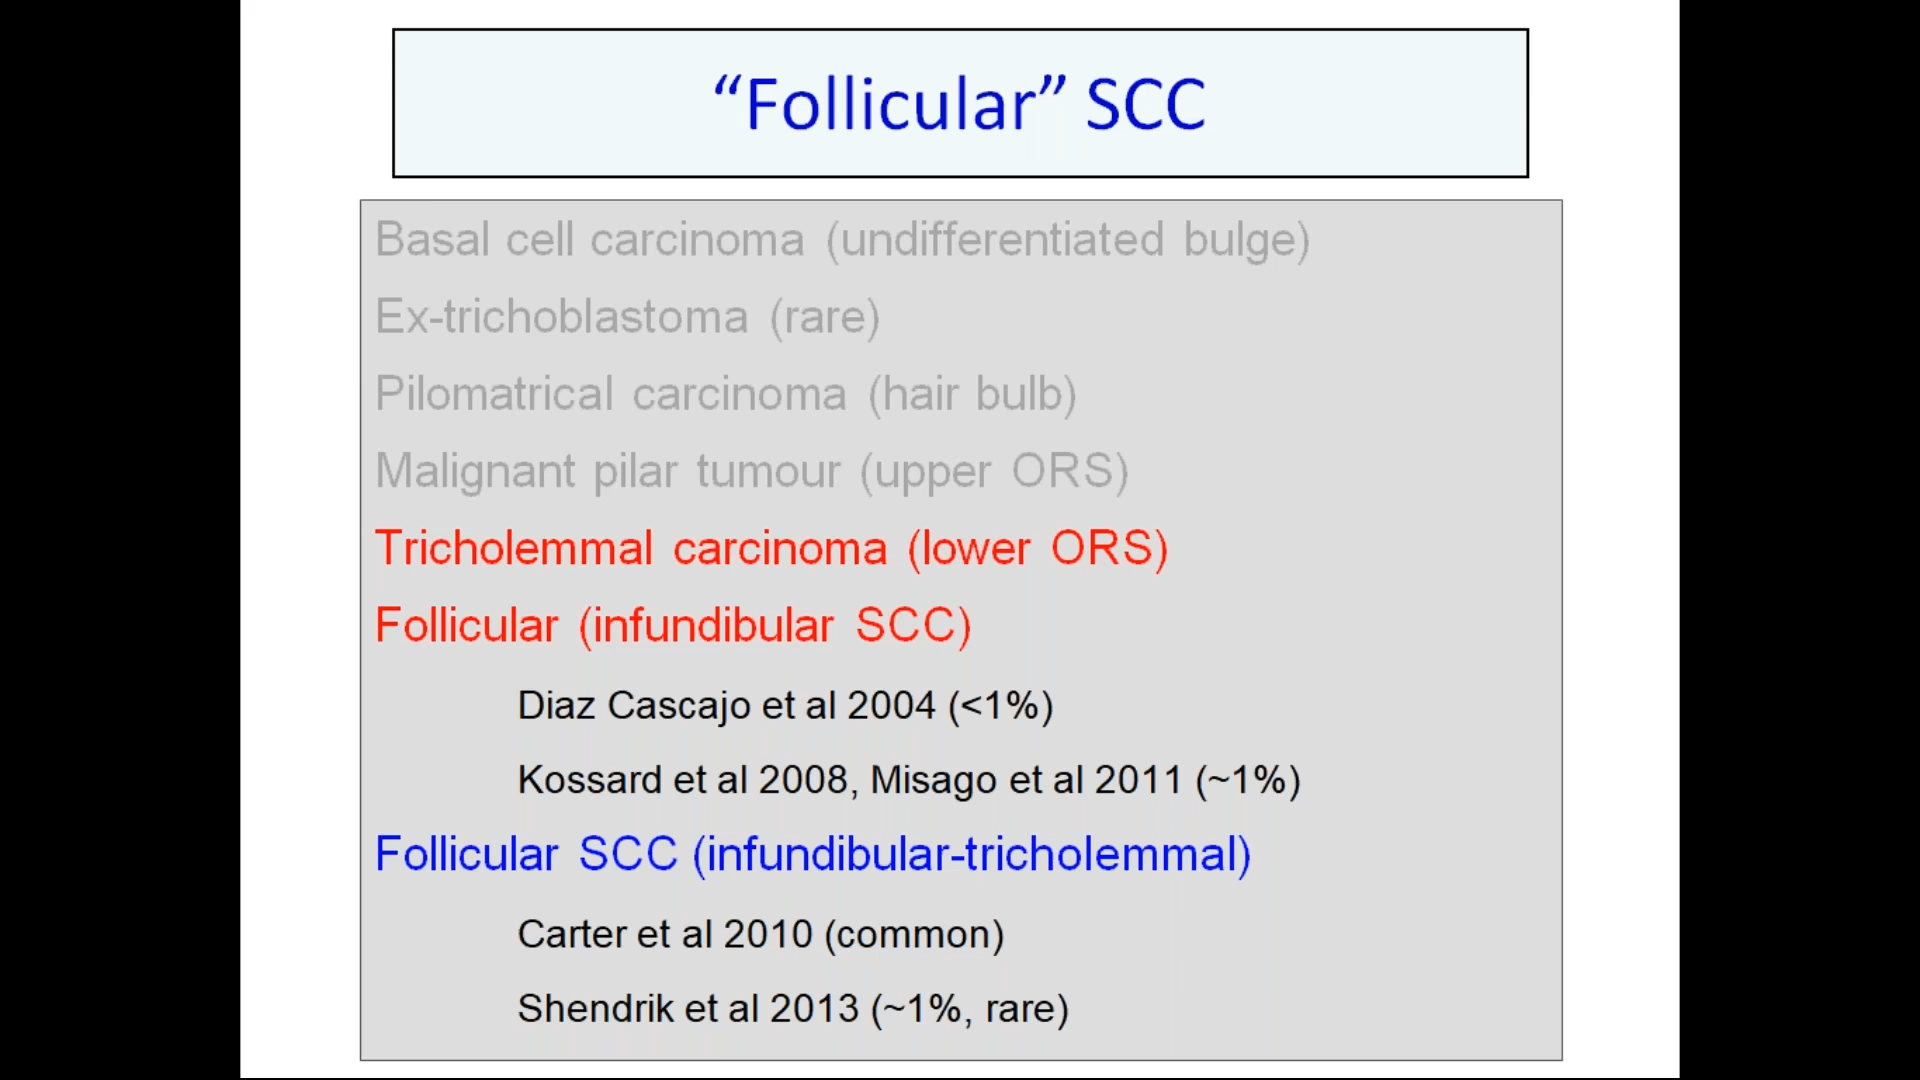 “Follicular” SCC
Basal cell carcinoma (undifferentiated bulge)
Ex-trichoblastoma (rare)
Pilomatrical carcinoma (hair bulb)
Malignant pilar tumour (upper ORS)
Tricholemmal carcinoma (lower ORS)
Follicular (infundibular SCC)
Diaz Cascajo et al 2004 (<1%)
Kossard et al 2008, Misago et al 2011 (~1%)
Follicular SCC (infundibular-tricholemmal)
Carter et al 2010 (common)
Shendrik et al 2013 (~1%, rare)